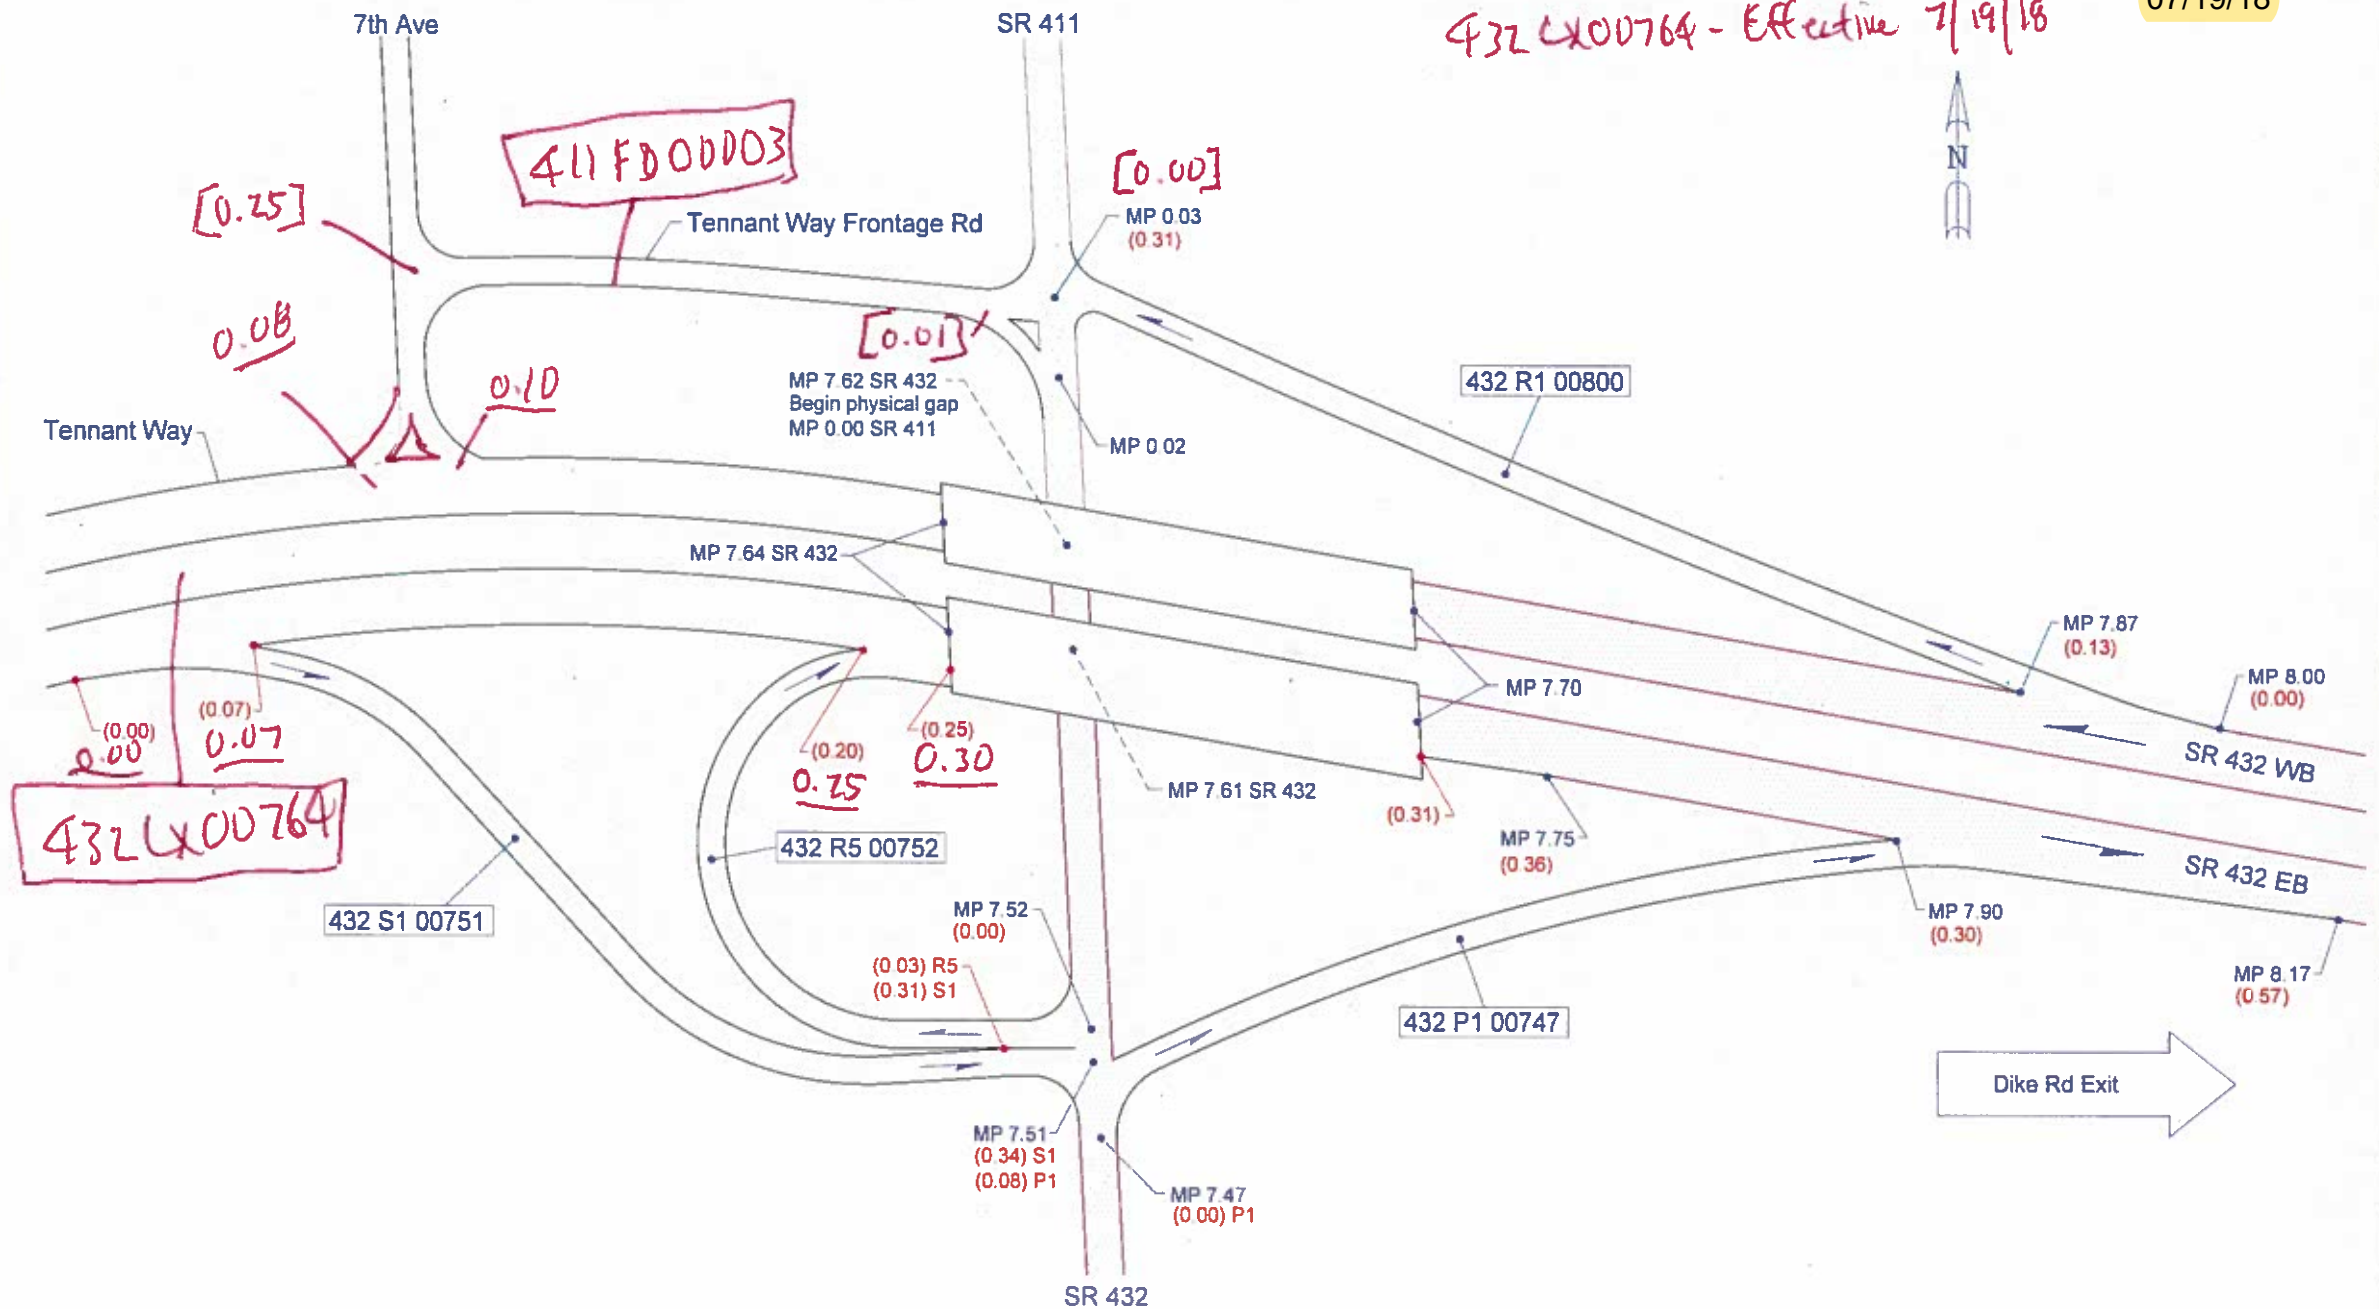 7th Ave
SR 411
432LX00764 - Effective 7/19/18
07/19/18
N
411FD00003
[0.00]
[0.25]
MP 0.03
(0.31)
Tennant Way Frontage Rd
0.08
[0.01]
0.10
MP 7.62 SR 432
Begin physical gap
MP 0.00 SR 411
432 R1 00800
Tennant Way
MP 0.02
MP 7.64 SR 432
MP 7.87
(0.13)
MP 8.00
(0.00)
MP 7.70
(0.00)
0.00
(0.07)
0.07
(0.20)
0.25
(0.25)
0.30
SR 432 WB
MP 7.61 SR 432
(0.31)
432LX00764
MP 7.75
(0.36)
432 R5 00752
SR 432 EB
432 S1 00751
MP 7.52
(0.00)
MP 7.90
(0.30)
(0.03) R5
(0.31) S1
MP 8.17
(0.57)
432 P1 00747
Dike Rd Exit
MP 7.51
(0.34) S1
(0.08) P1
MP 7.47
(0.00) P1
SR 432